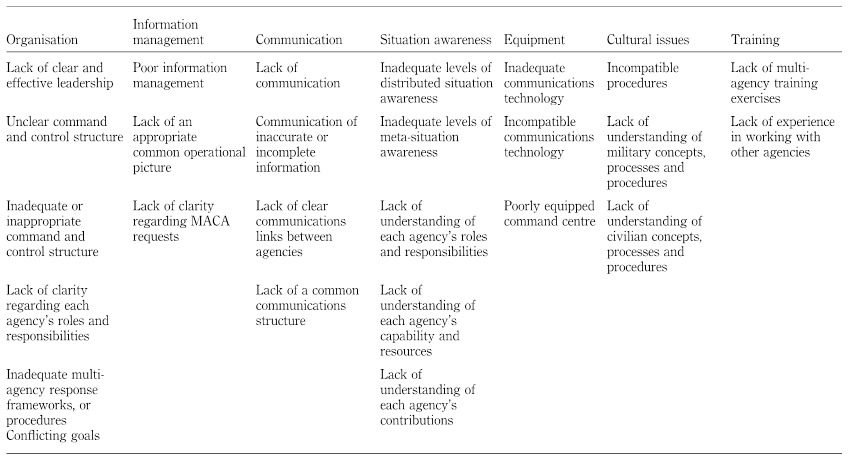 Organisation
Information
management
Communication
Situation awareness
Equipment
Cultural issues
Training
Lack of clear and
effective leadership
Poor information
management
Lack of
communication
Inadequate levels of
distributed situation
awareness
Inadequate
communications
technology
Incompatible
procedures
Lack of multi-
agency training
exercises
Unclear command
and control structure
Lack of an
appropriate
common operational
picture
Communication of
inaccurate or
incomplete
information
Inadequate levels of
meta-situation
awareness
Incompatible
communications
technology
Lack of
understanding of
military concepts,
processes and
procedures
Lack of experience
in working with
other agencies
Inadequate or
inappropriate
command and
control structure
Lack of clarity
regarding MACA
requests
Lack of clear
communications
links between
agencies
Lack of
understanding of
each agency's roles
and responsibilities
Poorly equipped
command centre
Lack of
understanding of
civilian concepts,
processes and
procedures
Lack of clarity
regarding each
agency's roles and
responsibilities
Lack of a common
communications
structure
Lack of
understanding of
each agency's
capability and
resources
Inadequate multi-
agency response
frameworks, or
procedures
Conflicting goals
Lack of
understanding of
each agency's
contributions